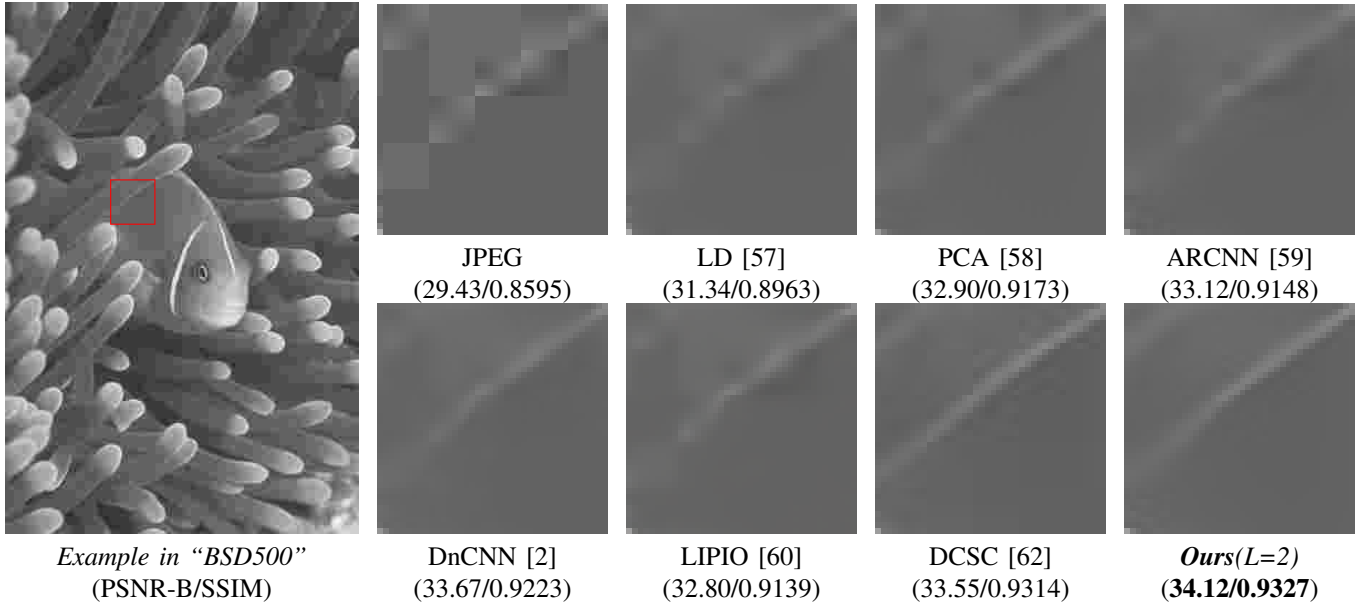 JPEG
(29.43/0.8595)
LD [57]
(31.34/0.8963)
PCA [58]
(32.90/0.9173)
ARCNN [59]
(33.12/0.9148)
Example in “BSD500”
(PSNR-B/SSIM)
DnCNN [2]
(33.67/0.9223)
LIPIO [60]
(32.80/0.9139)
DCSC [62]
(33.55/0.9314)
Ours(L=2)
(34.12/0.9327)